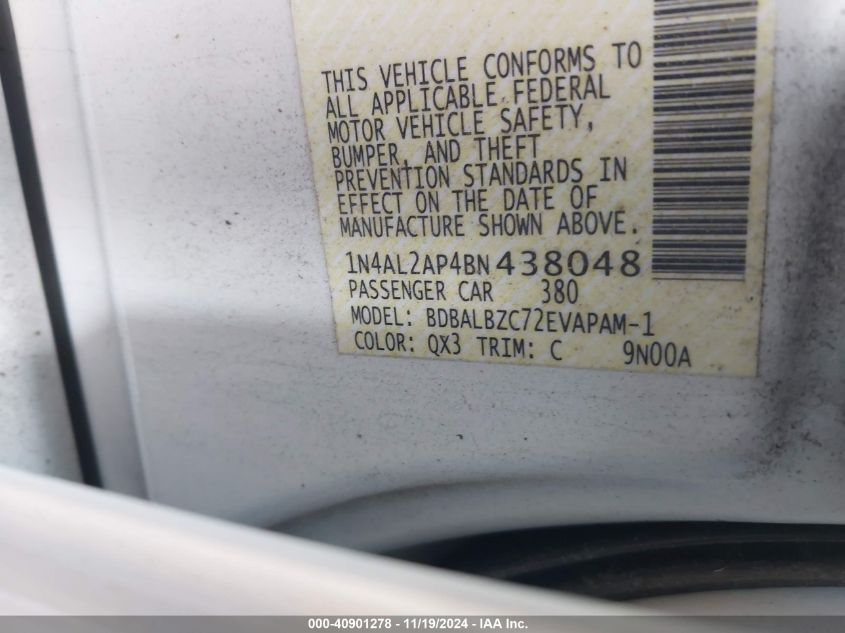 THIS VEHICLE CONFORMS TO
ALL APPLICABLE FEDERAL
MOTOR VEHICLE SAFETY,
BUMPER, AND THEFT
PREVENTION STANDARDS IN
EFFECT ON THE DATE OF
MANUFACTURE SHOWN ABOVE.
1N4AL2AP4BN438048
PASSENGER CAR 380
MODEL: BDBALBZC72EVAPAM-1
COLOR: QX3 TRIM: C 9N00A
000-40901278 - 11/19/2024 - IAA Inc.